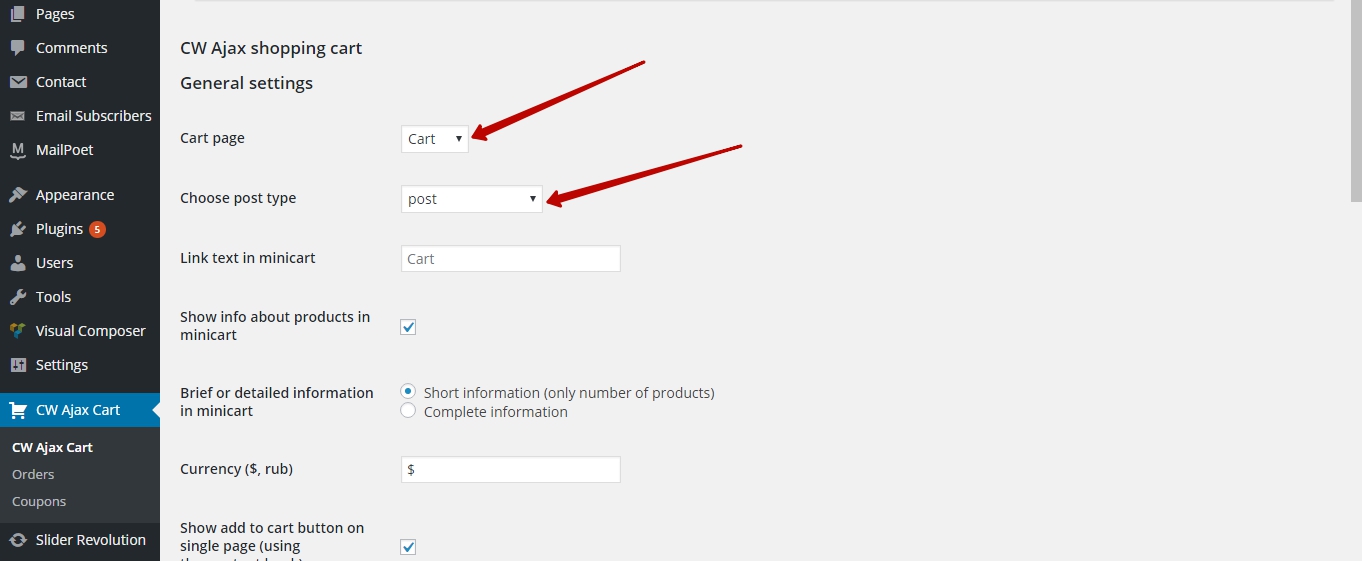 Pages
Comments
Contact
Email Subscribers
MailPoet
Appearance
Plugins 5
Users
Tools
Visual Composer
Settings
CW Ajax Cart
CW Ajax Cart
Orders
Coupons
Slider Revolution
CW Ajax shopping cart
General settings
Cart page
Cart
Choose post type
post
Link text in minicart
Cart
Show info about products in
minicart
Brief or detailed information
in minicart
Short information (only number of products)
Complete information
Currency ($, rub)
$
Show add to cart button on
single page (using